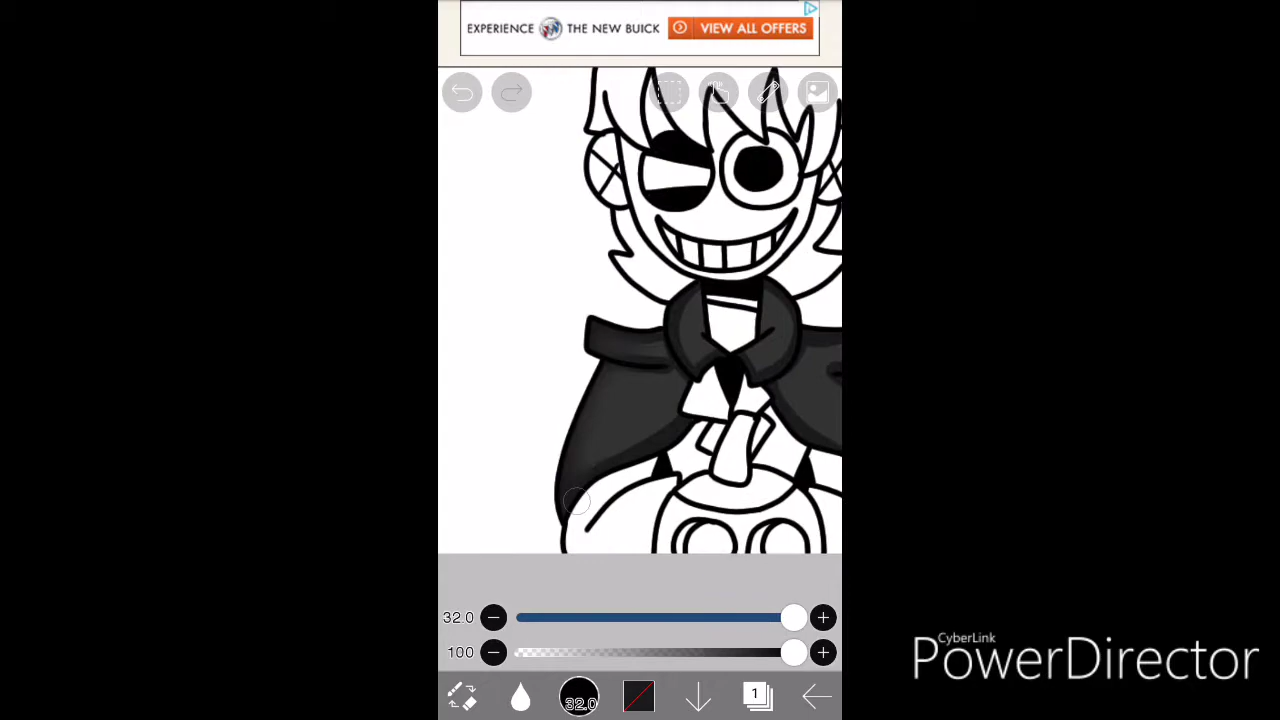 EXPERIENCE THE NEW BUICK VIEW ALL OFFERS
32.0
100
32.0
1
CyberLink
PowerDirector